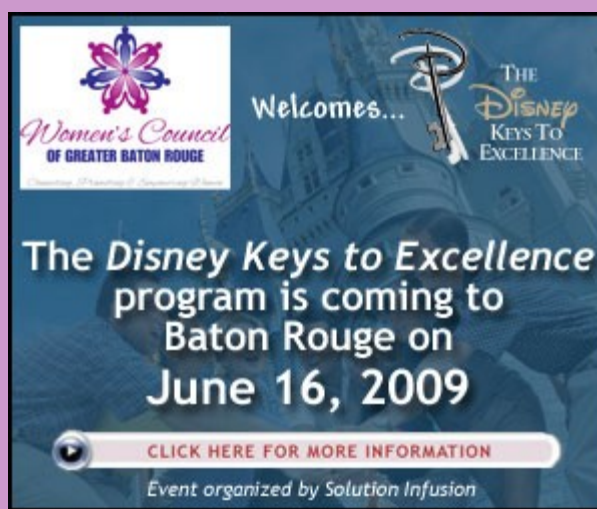 Women's Council
OF GREATER BATON ROUGE
Welcomes...
THE
DISNEY
KEYS TO
EXCELLENCE
The Disney Keys to Excellence
program is coming to
Baton Rouge on
June 16, 2009
CLICK HERE FOR MORE INFORMATION
Event organized by Solution Infusion